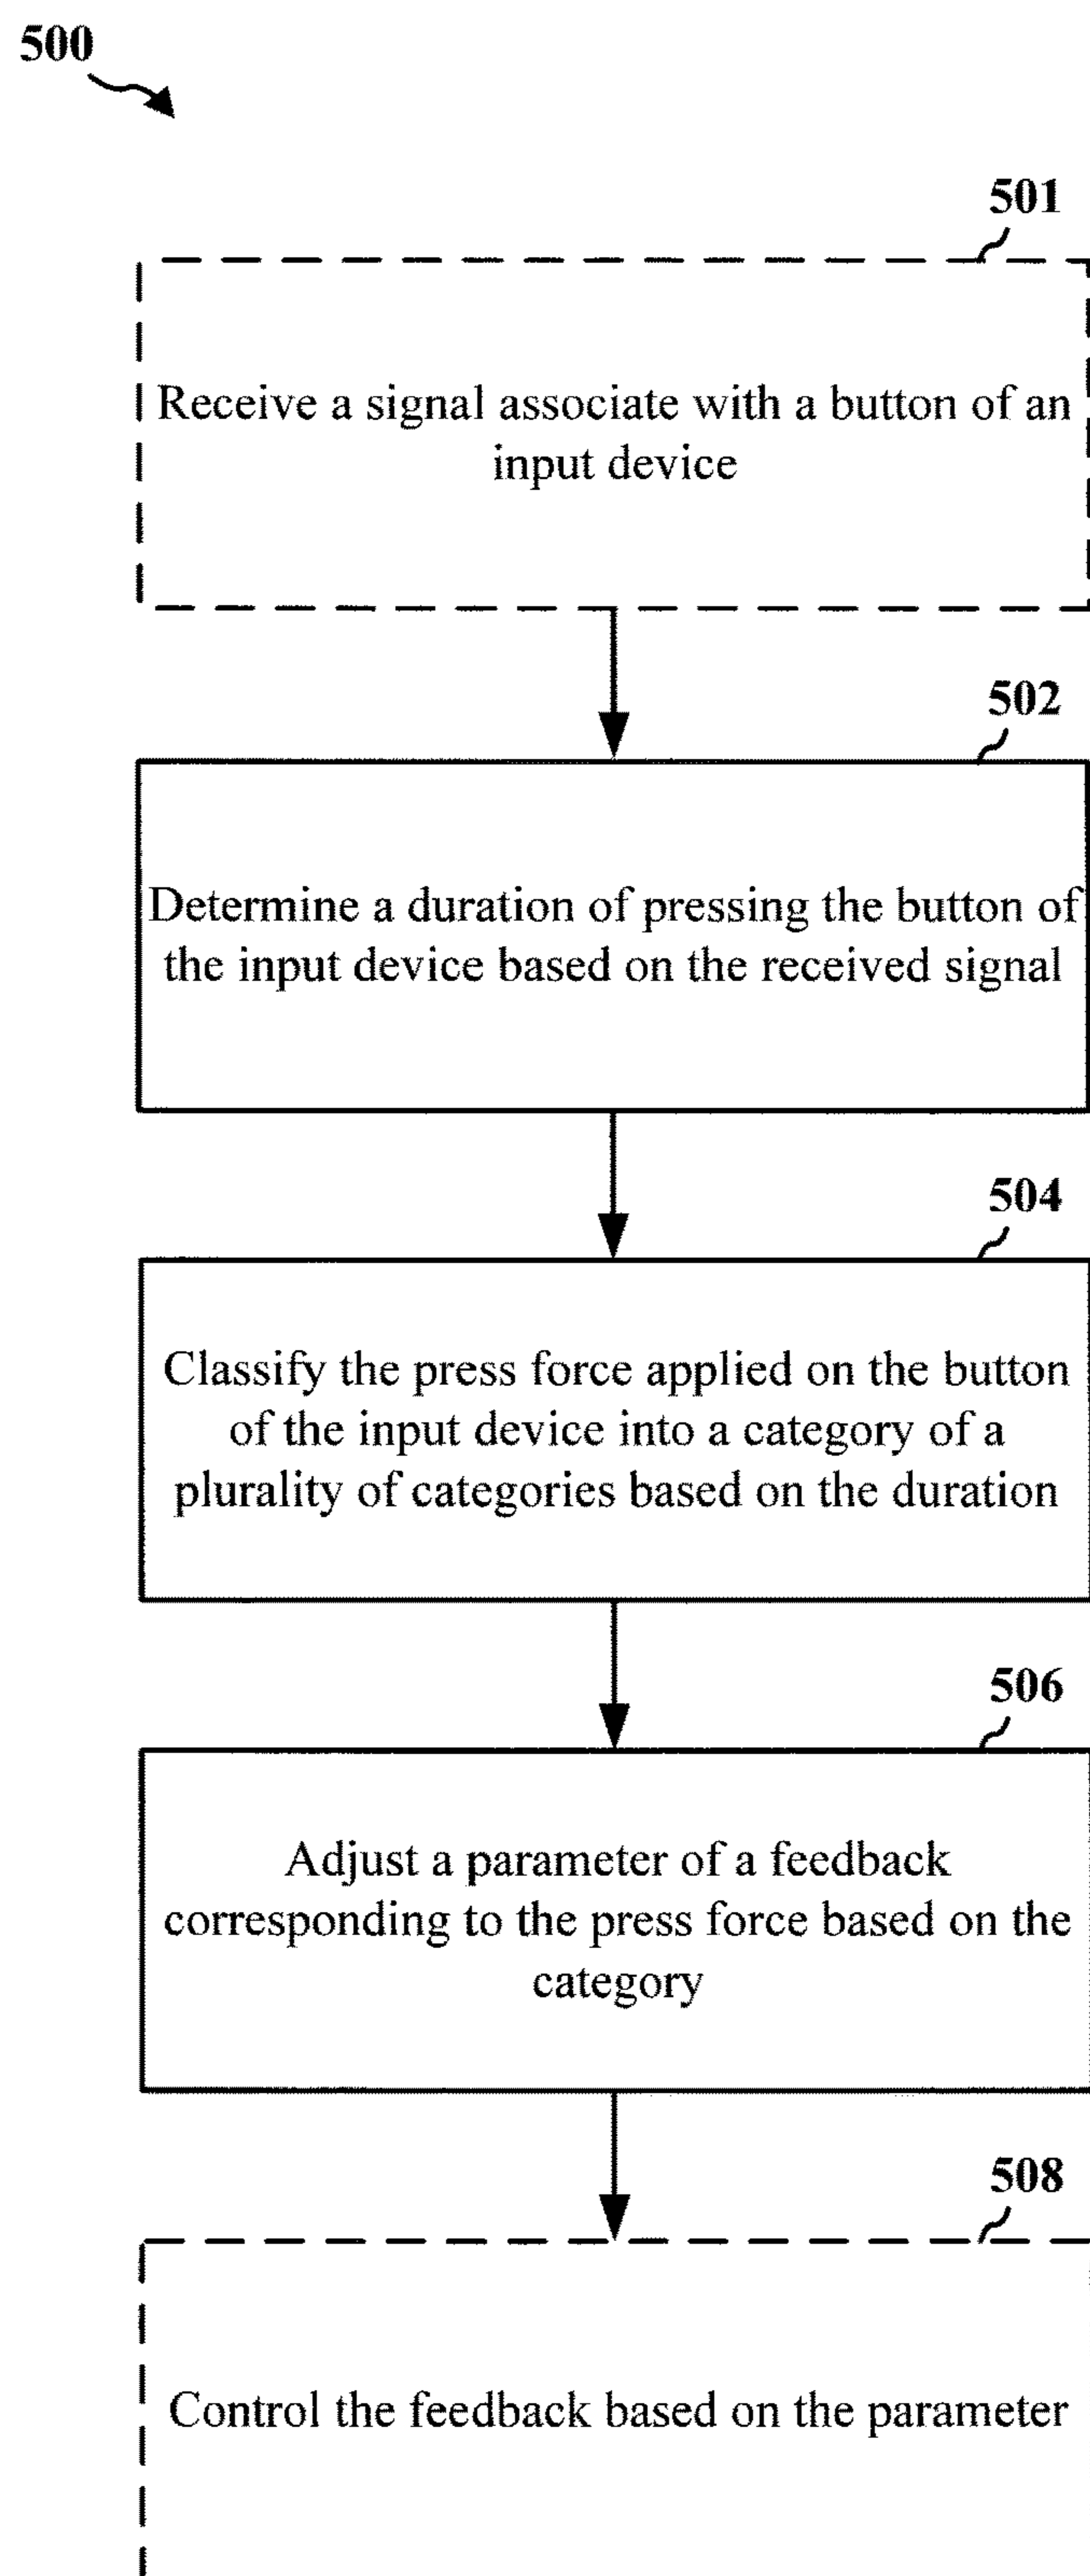 500
501
Receive a signal associate with a button of an
input device
502
Determine a duration of pressing the button of
the input device based on the received signal
504
Classify the press force applied on the button
of the input device into a category of a
plurality of categories based on the duration
506
Adjust a parameter of a feedback
corresponding to the press force based on the
category
508
Control the feedback based on the parameter